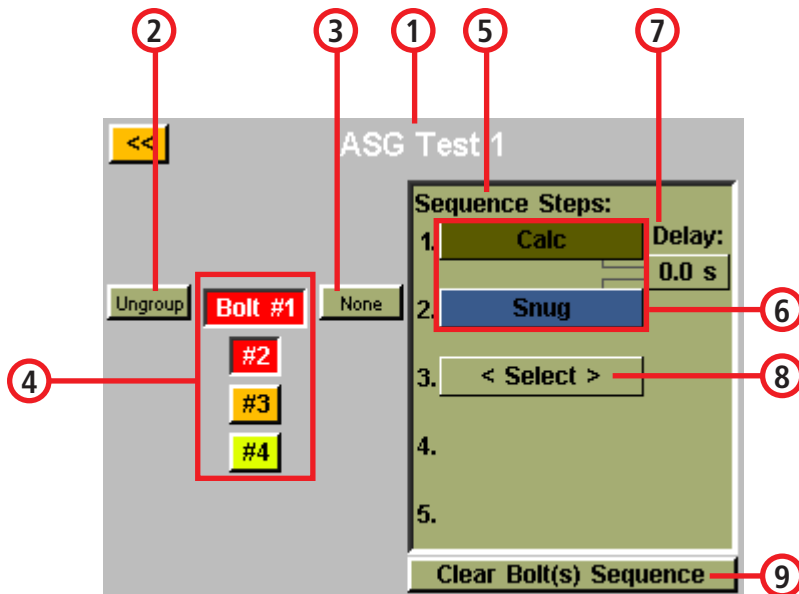 2 3 1 5 7
<< ASG Test 1
Sequence Steps:
1. Calc Delay:
0.0 s
Ungroup Bolt #1 None 2. Snug 6
#2
4 3. < Select > 8
#3
#4 4.
5.
Clear Bolt(s) Sequence 9